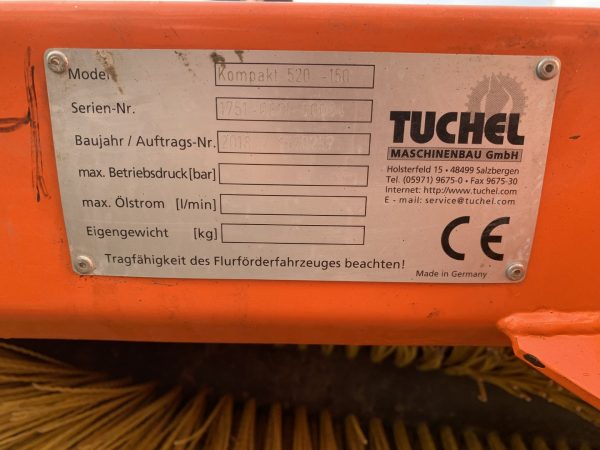 Model Kompakt 520 -150
Serien-Nr.
Baujahr / Auftrags-Nr. 2018
max. Betriebsdruck [bar]
max. Ölstrom [l/min]
Eigengewicht [kg]
Tragfähigkeit des Flurförderfahrzeuges beachten!
TUCHEL
MASCHINENBAU GmbH
Holsterfeld 15 • 48499 Salzbergen
Tel. (05971) 9675-0 • Fax 9675-30
Internet: http://www.tuchel.com
E - mail: service@tuchel.com
CE
Made in Germany